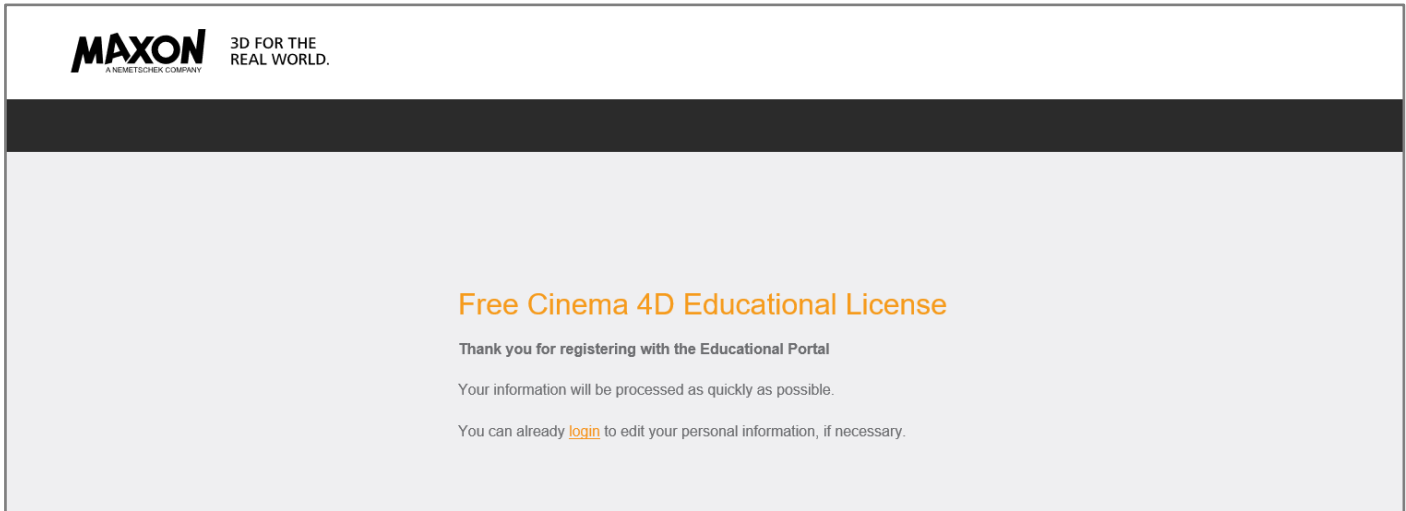 MAXON
A NEMETSCHEK COMPANY
3D FOR THE
REAL WORLD.
Free Cinema 4D Educational License
Thank you for registering with the Educational Portal
Your information will be processed as quickly as possible.
You can already login to edit your personal information, if necessary.